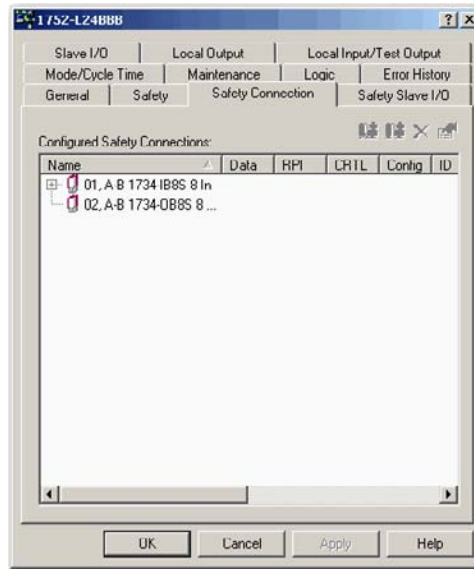 1752-L24BBB
Slave I/O Local Output Local Input/Test Output
Mode/Cycle Time Maintenance Logic Error History
General Safety Safety Connection Safety Slave I/O
Configured Safety Connections:
Name Data RPI CRTL Config ID
01, A-B 1734 IB8S 8 In
02, A-B 1734-OB8S 8 ...
OK Cancel Apply Help